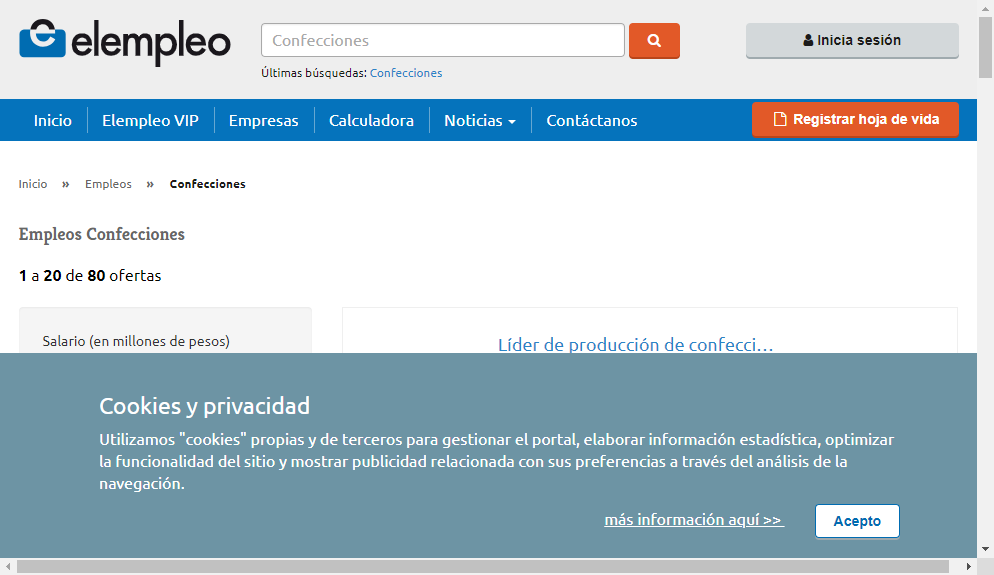 elempleo
Confecciones
Inicia sesión
Últimas búsquedas: Confecciones
Inicio
Elempleo VIP
Empresas
Calculadora
Noticias
Contáctanos
Registrar hoja de vida
Inicio » Empleos » Confecciones
Empleos Confecciones
1 a 20 de 80 ofertas
Salario (en millones de pesos)
Líder de producción de confecci...
Cookies y privacidad
Utilizamos "cookies" propias y de terceros para gestionar el portal, elaborar información estadística, optimizar
la funcionalidad del sitio y mostrar publicidad relacionada con sus preferencias a través del análisis de la
navegación.
más información aquí >>
Acepto